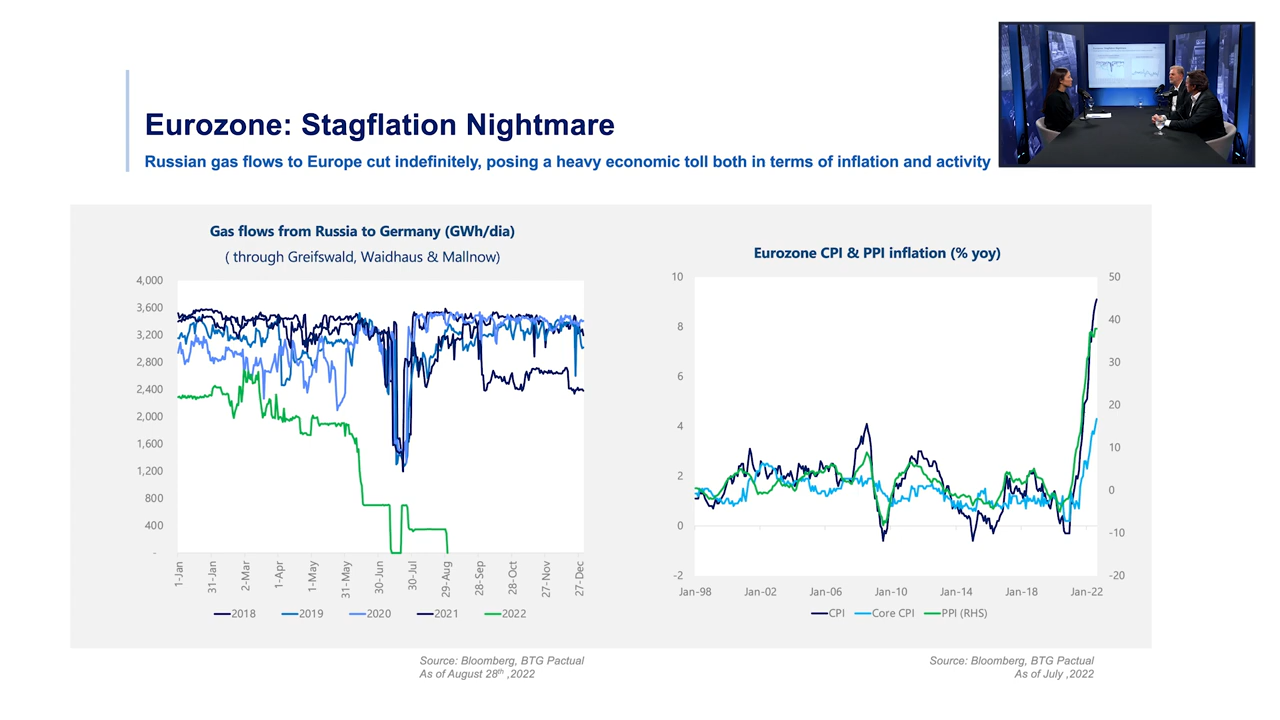 Eurozone: Stagflation Nightmare
Russian gas flows to Europe cut indefinitely, posing a heavy economic toll both in terms of inflation and activity
Gas flows from Russia to Germany (GWh/dia)
( through Greifswald, Waidhaus & Mallnow)
4,000
3,600
3,200
2,800
2,400
2,000
1,600
1,200
800
400
-
1-Jan
31-Jan
2-Mar
1-Apr
1-May
31-May
30-Jun
30-Jul
29-Aug
28-Sep
28-Oct
27-Nov
27-Dec
2018 2019 2020 2021 2022
Source: Bloomberg, BTG Pactual
As of August 28th ,2022
Eurozone CPI & PPI inflation (% yoy)
10
8
6
4
2
0
-2
50
40
30
20
10
0
-10
-20
Jan-98 Jan-02 Jan-06 Jan-10 Jan-14 Jan-18 Jan-22
CPI Core CPI PPI (RHS)
Source: Bloomberg, BTG Pactual
As of July ,2022